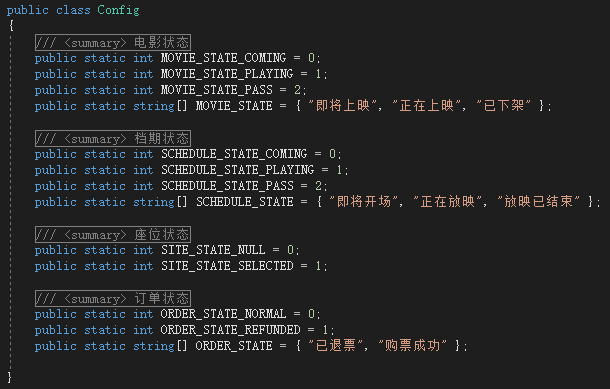 public class Config
{
/// <summary> 电影状态
public static int MOVIE_STATE_COMING = 0;
public static int MOVIE_STATE_PLAYING = 1;
public static int MOVIE_STATE_PASS = 2;
public static string[] MOVIE_STATE = { "即将上映", "正在上映", "已下架" };
/// <summary> 档期状态
public static int SCHEDULE_STATE_COMING = 0;
public static int SCHEDULE_STATE_PLAYING = 1;
public static int SCHEDULE_STATE_PASS = 2;
public static string[] SCHEDULE_STATE = { "即将开场", "正在放映", "放映已结束" };
/// <summary> 座位状态
public static int SITE_STATE_NULL = 0;
public static int SITE_STATE_SELECTED = 1;
/// <summary> 订单状态
public static int ORDER_STATE_NORMAL = 0;
public static int ORDER_STATE_REFUNDED = 1;
public static string[] ORDER_STATE = { "已退票", "购票成功" };
}